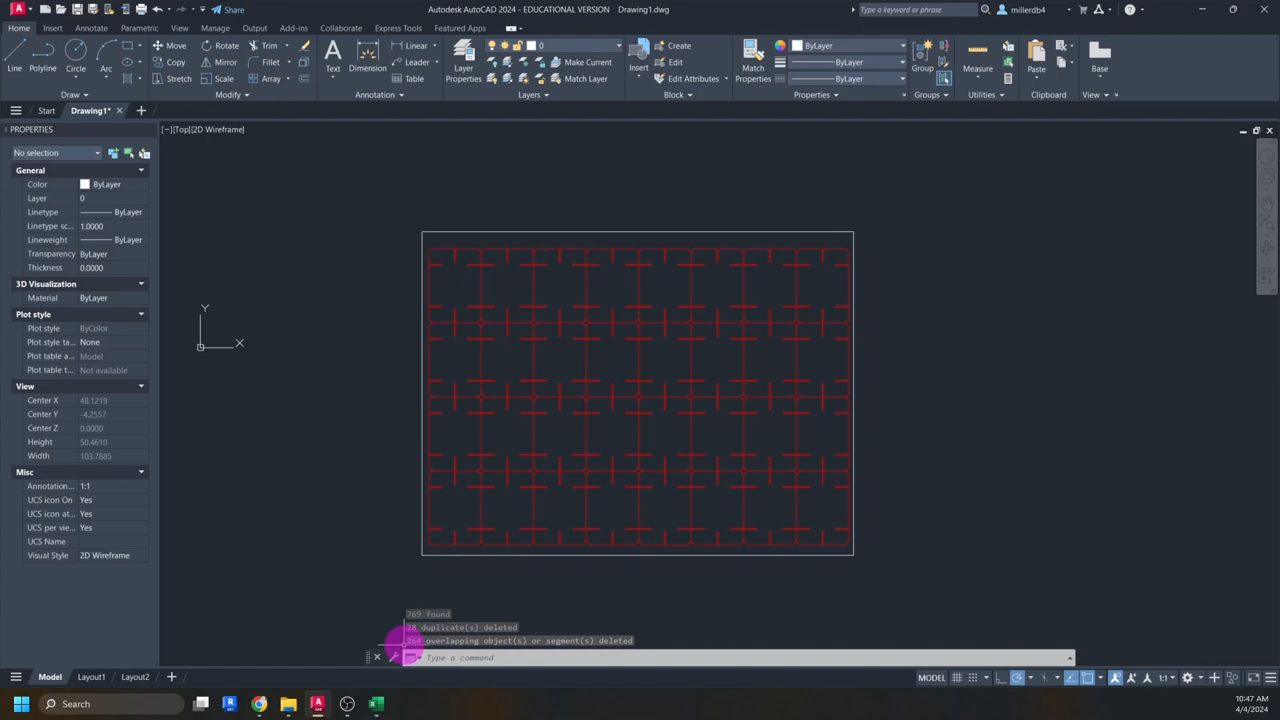 Share
Autodesk AutoCAD 2024 - EDUCATIONAL VERSION Drawing1.dwg
Type a keyword or phrase
millerdb4
Home Insert Annotate Parametric View Manage Output Add-ins Collaborate Express Tools Featured Apps
Line Polyline Circle Arc
Move Rotate Trim
Copy Mirror Fillet
Stretch Scale Array
Text Dimension
Linear
Leader
Table
Layer Properties
0
Make Current
Match Layer
Insert
Create
Edit
Edit Attributes
Match Properties
ByLayer
ByLayer
ByLayer
Group
Measure
Paste
Base
Draw Modify Annotation Layers Block Properties Groups Utilities Clipboard View
Start Drawing1*
PROPERTIES
[−][Top][2D Wireframe]
No selection
General
Color ByLayer
Layer 0
Linetype ByLayer
Linetype sc... 1.0000
Lineweight ByLayer
Transparency ByLayer
Thickness 0.0000
3D Visualization
Material ByLayer
Plot style
Plot style ByColor
Plot style ta... None
Plot table a... Model
Plot table t... Not available
View
Center X 48.1219
Center Y -4.2557
Center Z 0.0000
Height 50.4610
Width 103.7885
Misc
Annotation... 1:1
UCS icon On Yes
UCS icon at... Yes
UCS per vie... Yes
UCS Name
Visual Style 2D Wireframe
Y
X
769 found
28 duplicate(s) deleted
264 overlapping object(s) or segment(s) deleted
Type a command
Model Layout1 Layout2
MODEL
1:1
Search
10:47 AM
4/4/2024